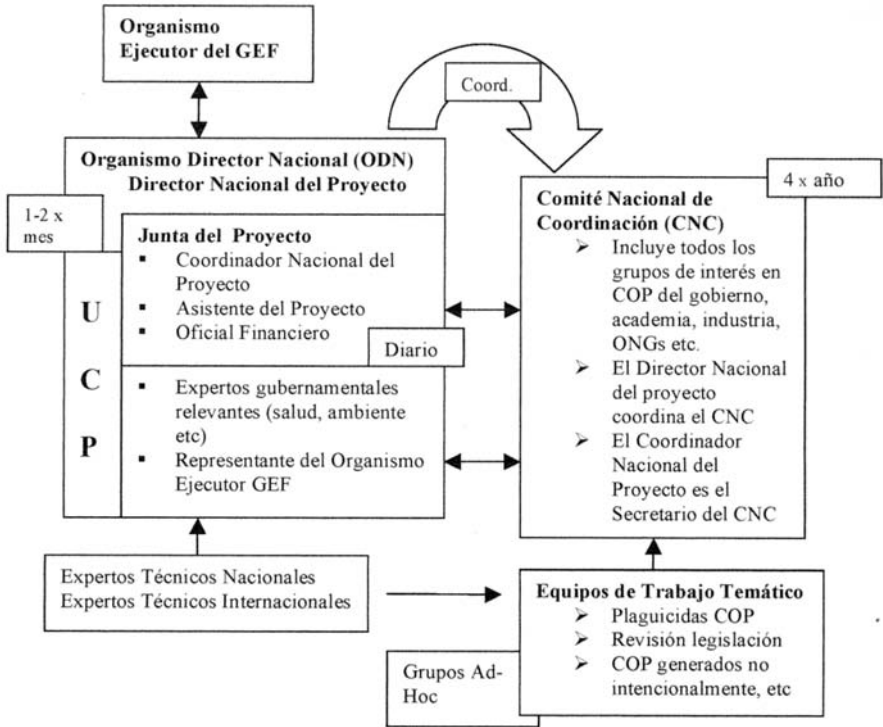 Organismo
Ejecutor del GEF
Coord.
Organismo Director Nacional (ODN)
Director Nacional del Proyecto
1-2 x
mes
U
C
P
Junta del Proyecto
▪ Coordinador Nacional del
Proyecto
▪ Asistente del Proyecto
▪ Oficial Financiero
Diario
▪ Expertos gubernamentales
relevantes (salud, ambiente
etc)
▪ Representante del Organismo
Ejecutor GEF
4 x año
Comité Nacional de
Coordinación (CNC)
➢ Incluye todos los
grupos de interés en
COP del gobierno,
academia, industria,
ONGs etc.
➢ El Director Nacional
del proyecto
coordina el CNC
➢ El Coordinador
Nacional del
Proyecto es el
Secretario del CNC
Expertos Técnicos Nacionales
Expertos Técnicos Internacionales
Equipos de Trabajo Temático
➢ Plaguicidas COP
➢ Revisión legislación
➢ COP generados no
intencionalmente, etc
Grupos Ad-
Hoc